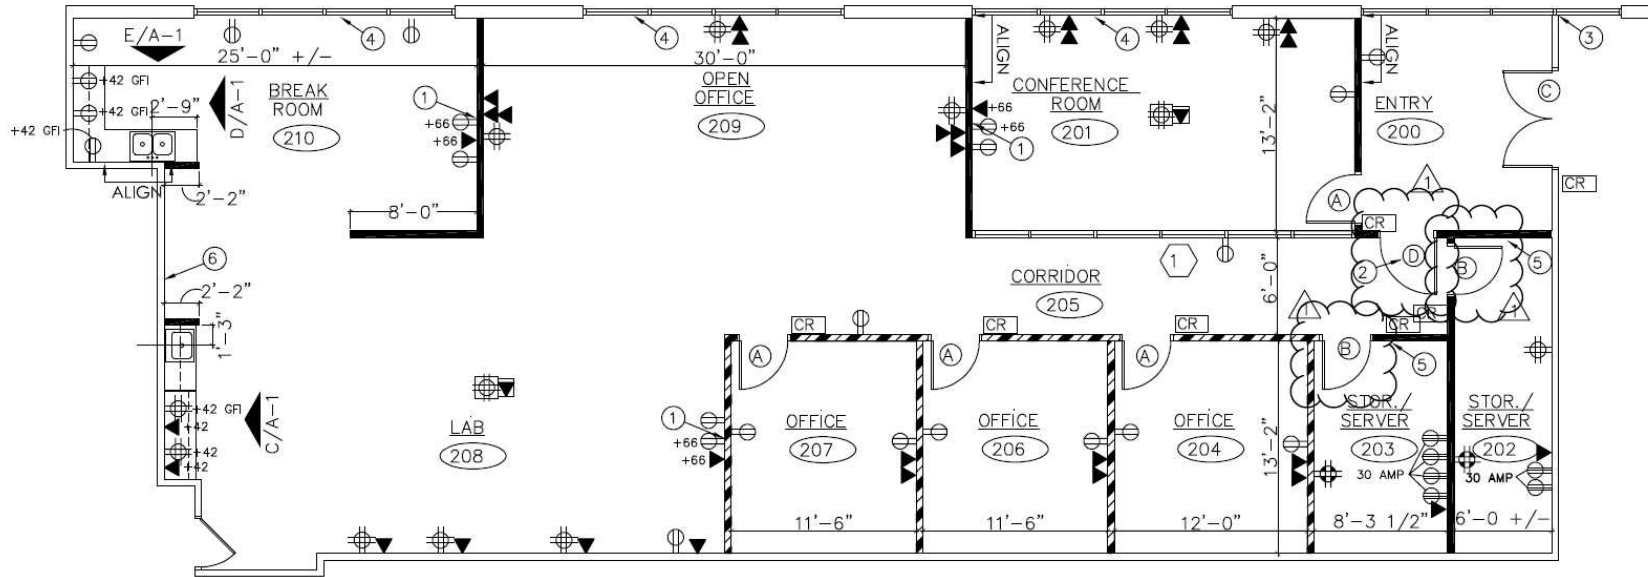 E/A-1
4
25'-0" +/-
4
30'-0"
ALIGN
4
ALIGN
3
+42 GFI
+42 GFI
+42 GFI
2'-9"
D/A-1
BREAK
ROOM
210
1
+66
+66
OPEN
OFFICE
209
+66
+66
1
CONFERENCE
ROOM
201
13'-2"
ENTRY
200
C
ALIGN
2'-2"
8'-0"
A
1
CR
CR
6
2'-2"
1'-3"
CORRIDOR
205
1
6'-0"
2
D
B
5
1
1
CR
CR
CR
CR
CR
A
A
A
B
5
+42 GFI
+42
+42
+42
C/A-1
LAB
208
1
+66
+66
OFFICE
207
OFFICE
206
OFFICE
204
13'-2"
STOR./
SERVER
203
30 AMP
STOR./
SERVER
202
30 AMP
11'-6"
11'-6"
12'-0"
8'-3 1/2"
6'-0 +/-